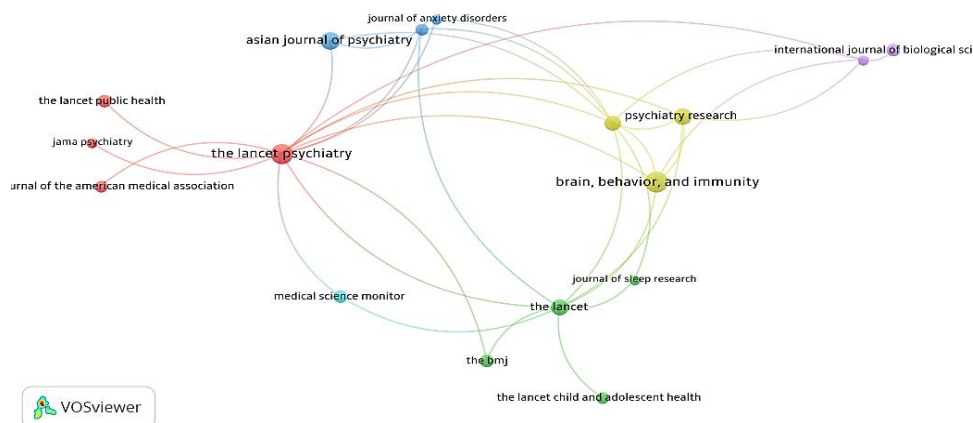 journal of anxiety disorders
asian journal of psychiatry
international journal of biological sci
the lancet public health
psychiatry research
jama psychiatry
the lancet psychiatry
urnal of the american medical association
brain, behavior, and immunity
journal of sleep research
medical science monitor
the lancet
the bmj
the lancet child and adolescent health
VOSviewer